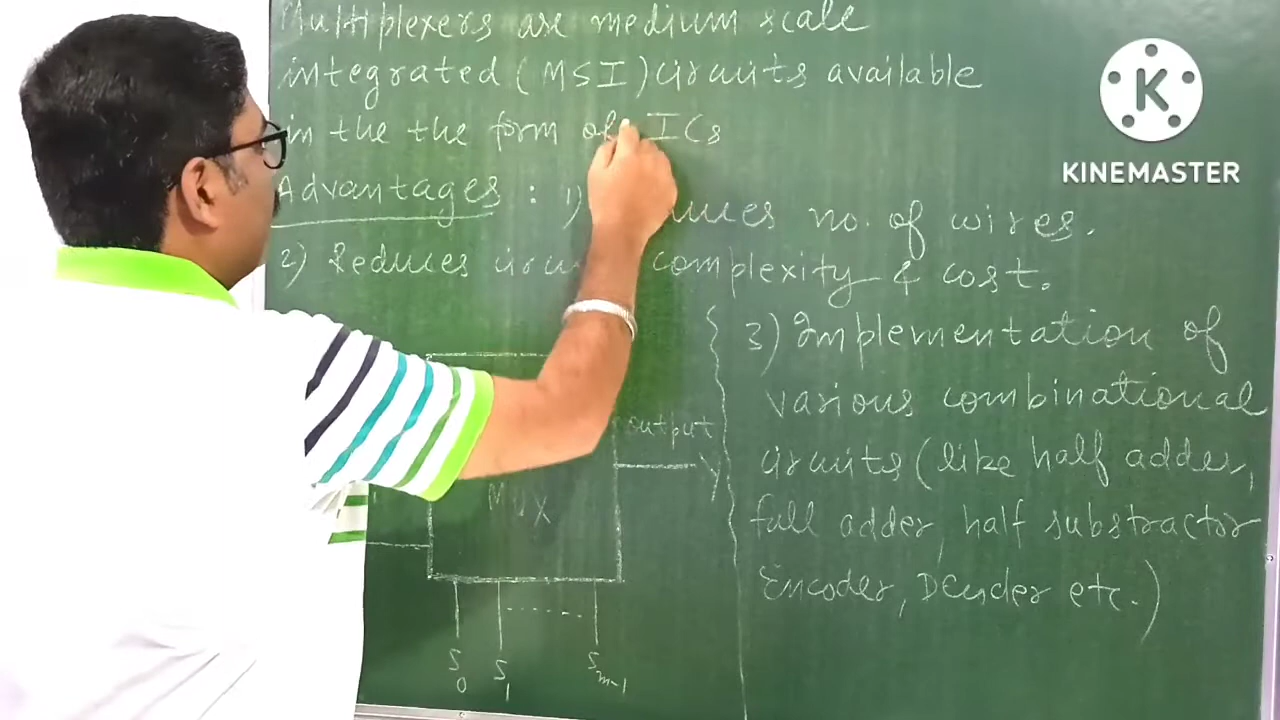 Multiplexers are medium scale
integrated (MSI) circuits available
in the the form of ICs
Advantages : 1) no. of wires.
2) Reduces complexity & cost.
3) Implementation of
various combinational
circuits (like half adder,
full adder, half substractor
Encoder, Decoder etc.)
output
Y
MUX
S0 S1 ....... Sm-1
K
KINEMASTER